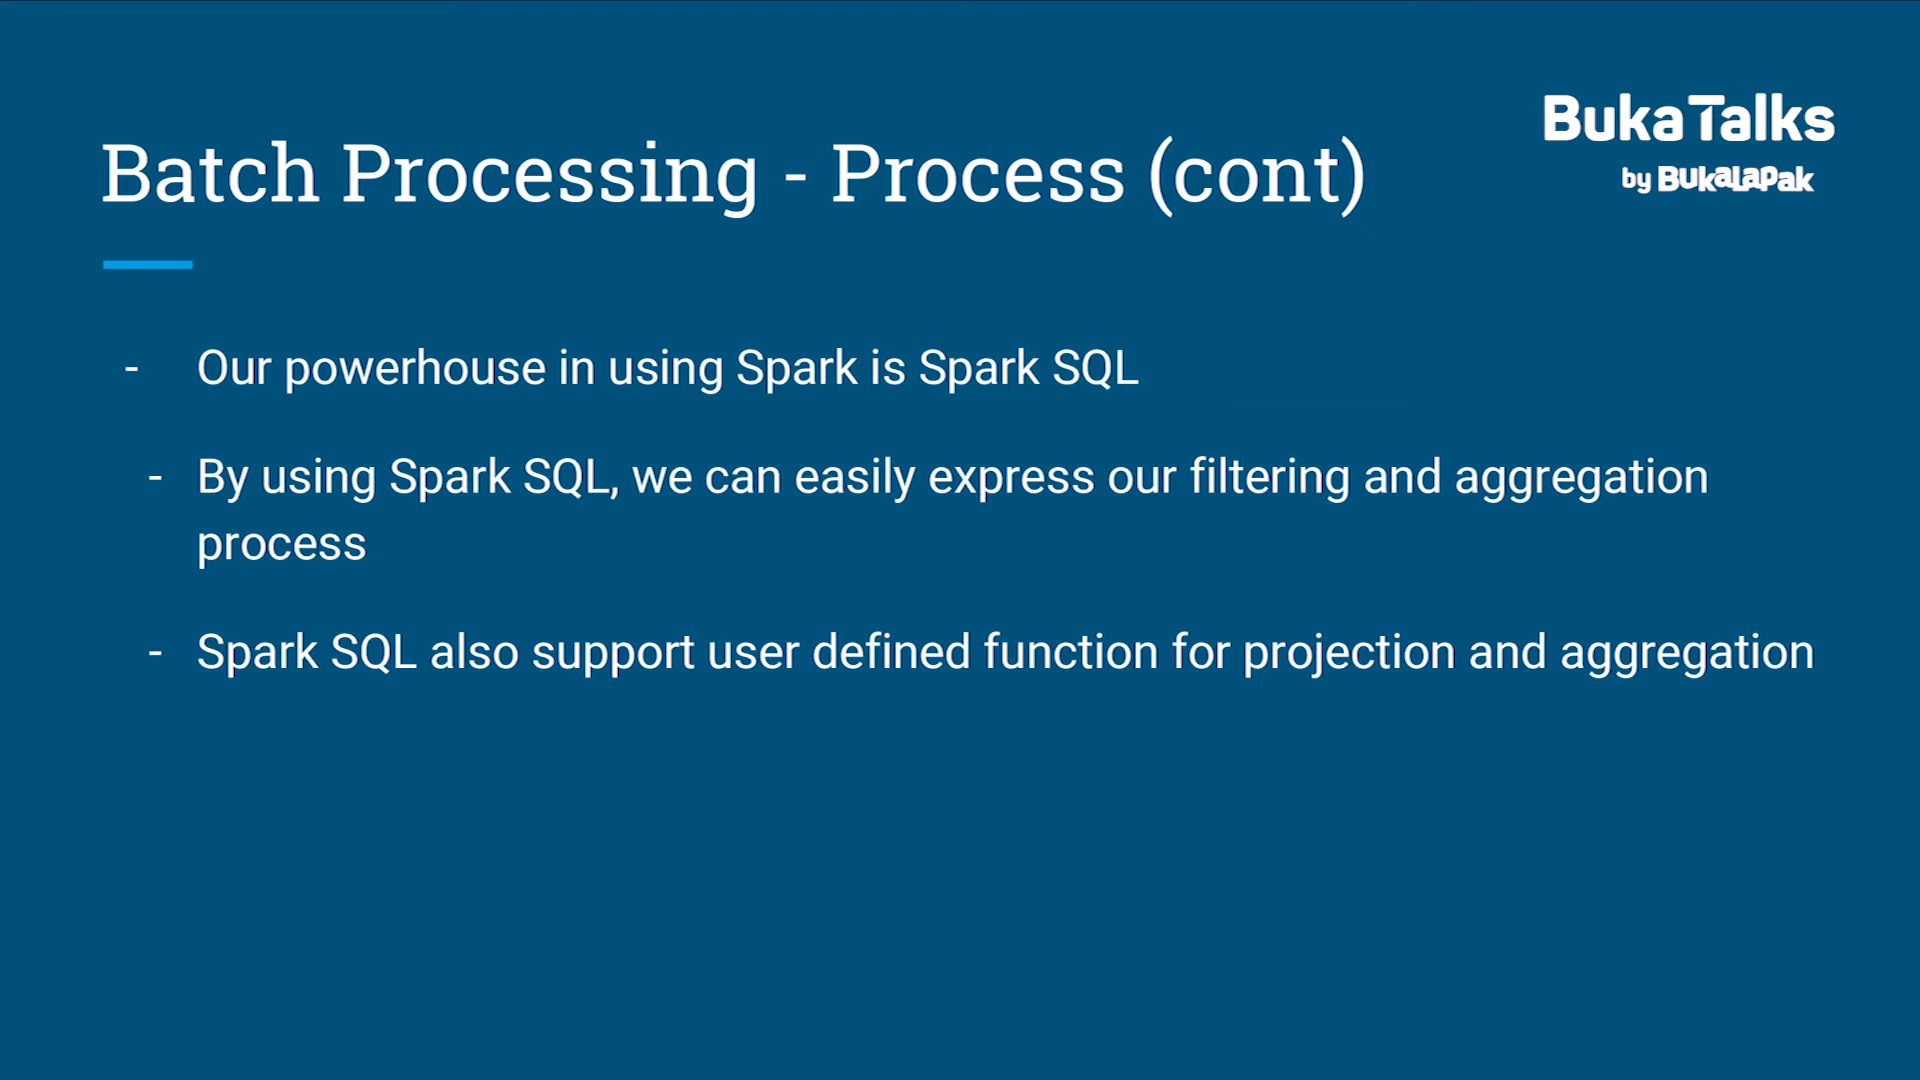 BukaTalks
by BukaLapak
Batch Processing - Process (cont)
- Our powerhouse in using Spark is Spark SQL
- By using Spark SQL, we can easily express our filtering and aggregation
process
- Spark SQL also support user defined function for projection and aggregation